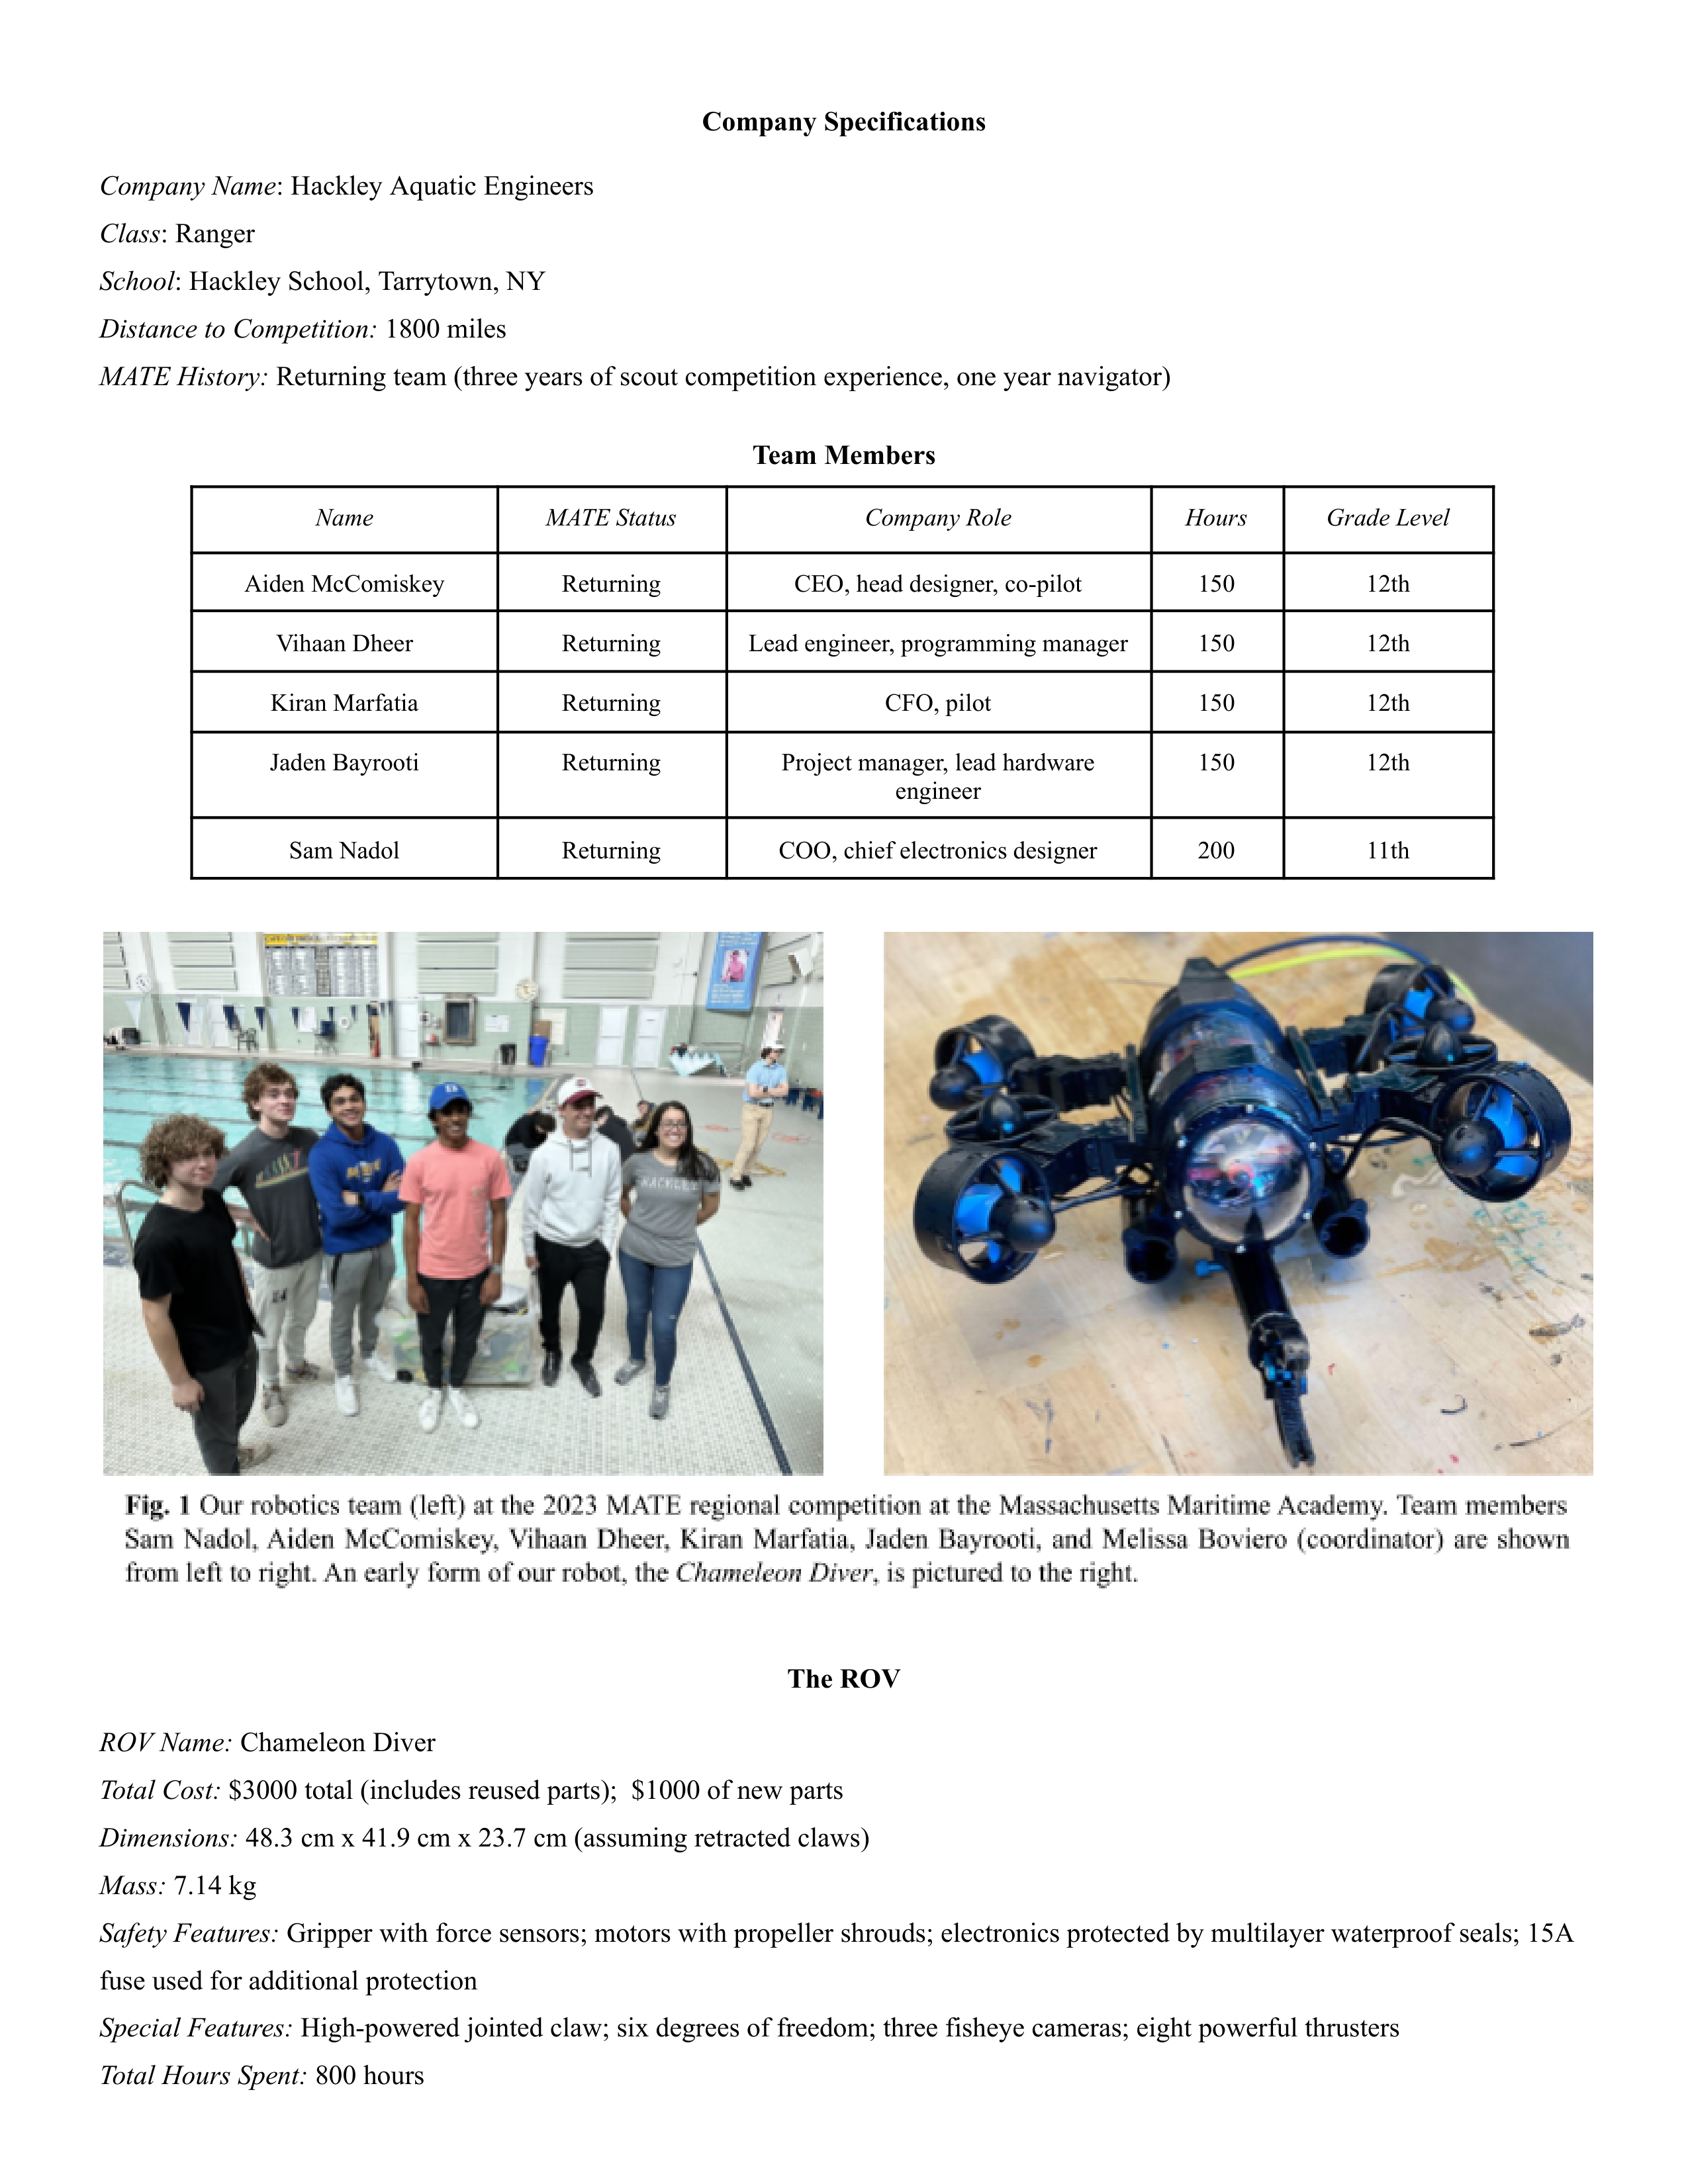 Company Specifications
Company Name: Hackley Aquatic Engineers
Class: Ranger
School: Hackley School, Tarrytown, NY
Distance to Competition: 1800 miles
MATE History: Returning team (three years of scout competition experience, one year navigator)
Team Members
Name MATE Status Company Role Hours Grade Level
Aiden McComiskey Returning CEO, head designer, co-pilot 150 12th
Vihaan Dheer Returning Lead engineer, programming manager 150 12th
Kiran Marfatia Returning CFO, pilot 150 12th
Jaden Bayrooti Returning Project manager, lead hardware engineer 150 12th
Sam Nadol Returning COO, chief electronics designer 200 11th
HACKLEY
Fig. 1 Our robotics team (left) at the 2023 MATE regional competition at the Massachusetts Maritime Academy. Team members
Sam Nadol, Aiden McComiskey, Vihaan Dheer, Kiran Marfatia, Jaden Bayrooti, and Melissa Boviero (coordinator) are shown
from left to right. An early form of our robot, the Chameleon Diver, is pictured to the right.
The ROV
ROV Name: Chameleon Diver
Total Cost: $3000 total (includes reused parts);  $1000 of new parts
Dimensions: 48.3 cm x 41.9 cm x 23.7 cm (assuming retracted claws)
Mass: 7.14 kg
Safety Features: Gripper with force sensors; motors with propeller shrouds; electronics protected by multilayer waterproof seals; 15A
fuse used for additional protection
Special Features: High-powered jointed claw; six degrees of freedom; three fisheye cameras; eight powerful thrusters
Total Hours Spent: 800 hours